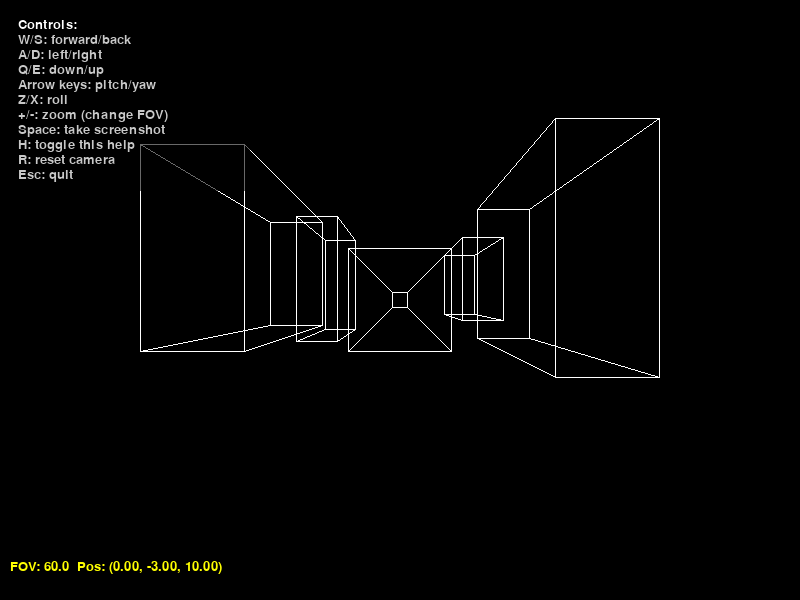 Controls:
W/S: forward/back
A/D: left/right
Q/E: down/up
Arrow keys: pitch/yaw
Z/X: roll
+/-: zoom (change FOV)
Space: take screenshot
H: toggle this help
R: reset camera
Esc: quit
FOV: 60.0  Pos: (0.00, -3.00, 10.00)